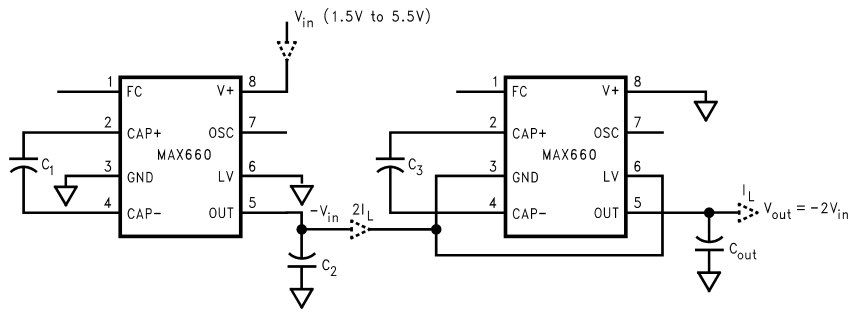 V_in (1.5V to 5.5V)
1 FC V+ 8
2 CAP+ OSC 7
MAX660
3 GND LV 6
4 CAP- OUT 5
C_1
-V_in
2I_L
C_2
1 FC V+ 8
2 CAP+ OSC 7
MAX660
3 GND LV 6
4 CAP- OUT 5
C_3
I_L
V_out = -2V_in
C_out